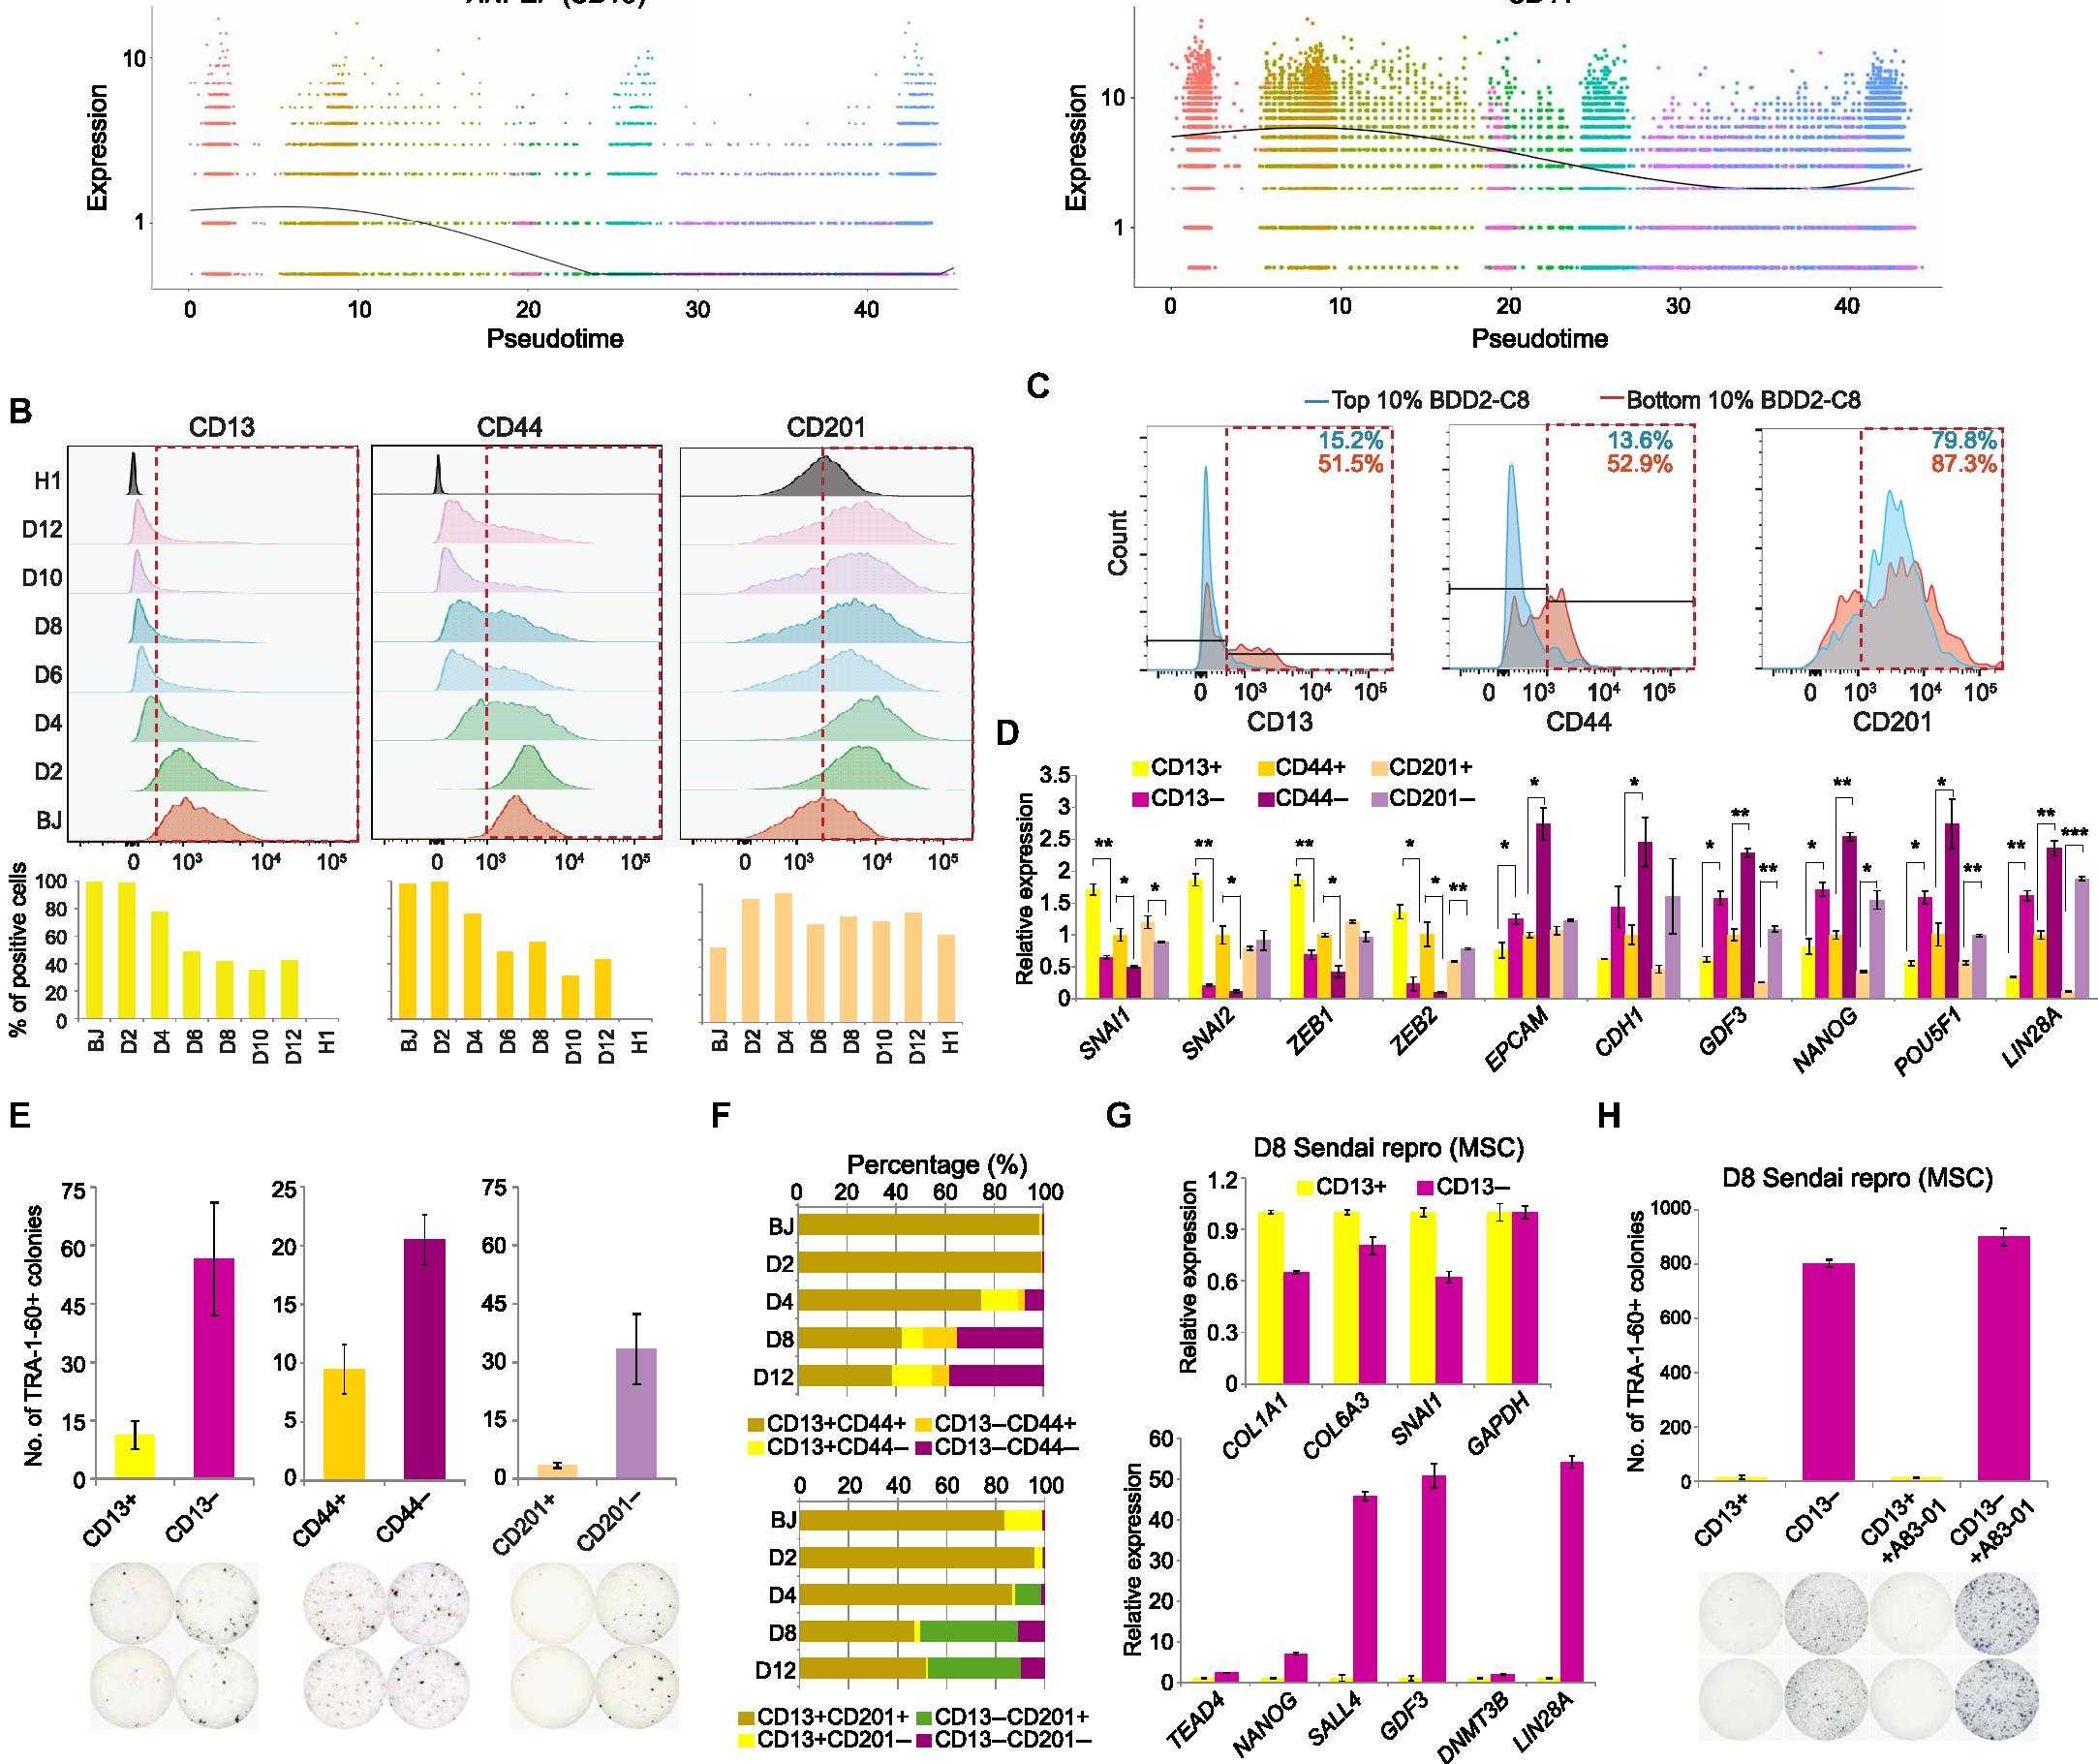 Expression
10
1
0 10 20 30 40
Pseudotime
Expression
10
1
0 10 20 30 40
Pseudotime
B
CD13 CD44 CD201
H1
D12
D10
D8
D6
D4
D2
BJ
0 10³ 10⁴ 10⁵
0 10³ 10⁴ 10⁵
0 10³ 10⁴ 10⁵
% of positive cells
100
80
60
40
20
0
BJ D2 D4 D6 D8 D10 D12 H1
BJ D2 D4 D6 D8 D10 D12 H1
BJ D2 D4 D6 D8 D10 D12 H1
C
Top 10% BDD2-C8 Bottom 10% BDD2-C8
15.2%
51.5%
13.6%
52.9%
79.8%
87.3%
Count
0 10³ 10⁴ 10⁵
0 10³ 10⁴ 10⁵
0 10³ 10⁴ 10⁵
CD13 CD44 CD201
D
CD13+ CD44+ CD201+
CD13– CD44– CD201–
Relative expression
3.5
3
2.5
2
1.5
1
0.5
0
** * * ** * ** * * * ** * * * * ** ** * ** * * * ** ** ** ***
SNAI1 SNAI2 ZEB1 ZEB2 EPCAM CDH1 GDF3 NANOG POU5F1 LIN28A
E
No. of TRA-1-60+ colonies
75
60
45
30
15
0
CD13+ CD13–
25
20
15
10
5
0
CD44+ CD44–
75
60
45
30
15
0
CD201+ CD201–
F
Percentage (%)
0 20 40 60 80 100
BJ
D2
D4
D8
D12
CD13+CD44+ CD13–CD44+
CD13+CD44– CD13–CD44–
0 20 40 60 80 100
BJ
D2
D4
D8
D12
CD13+CD201+ CD13–CD201+
CD13+CD201– CD13–CD201–
G
D8 Sendai repro (MSC)
CD13+ CD13–
Relative expression
1.2
0.9
0.6
0.3
0
COL1A1 COL6A3 SNAI1 GAPDH
Relative expression
60
50
40
30
20
10
0
TEAD4 NANOG SALL4 GDF3 DNMT3B LIN28A
H
D8 Sendai repro (MSC)
No. of TRA-1-60+ colonies
1000
800
600
400
200
0
CD13+ CD13– CD13+ +A83-01 CD13– +A83-01